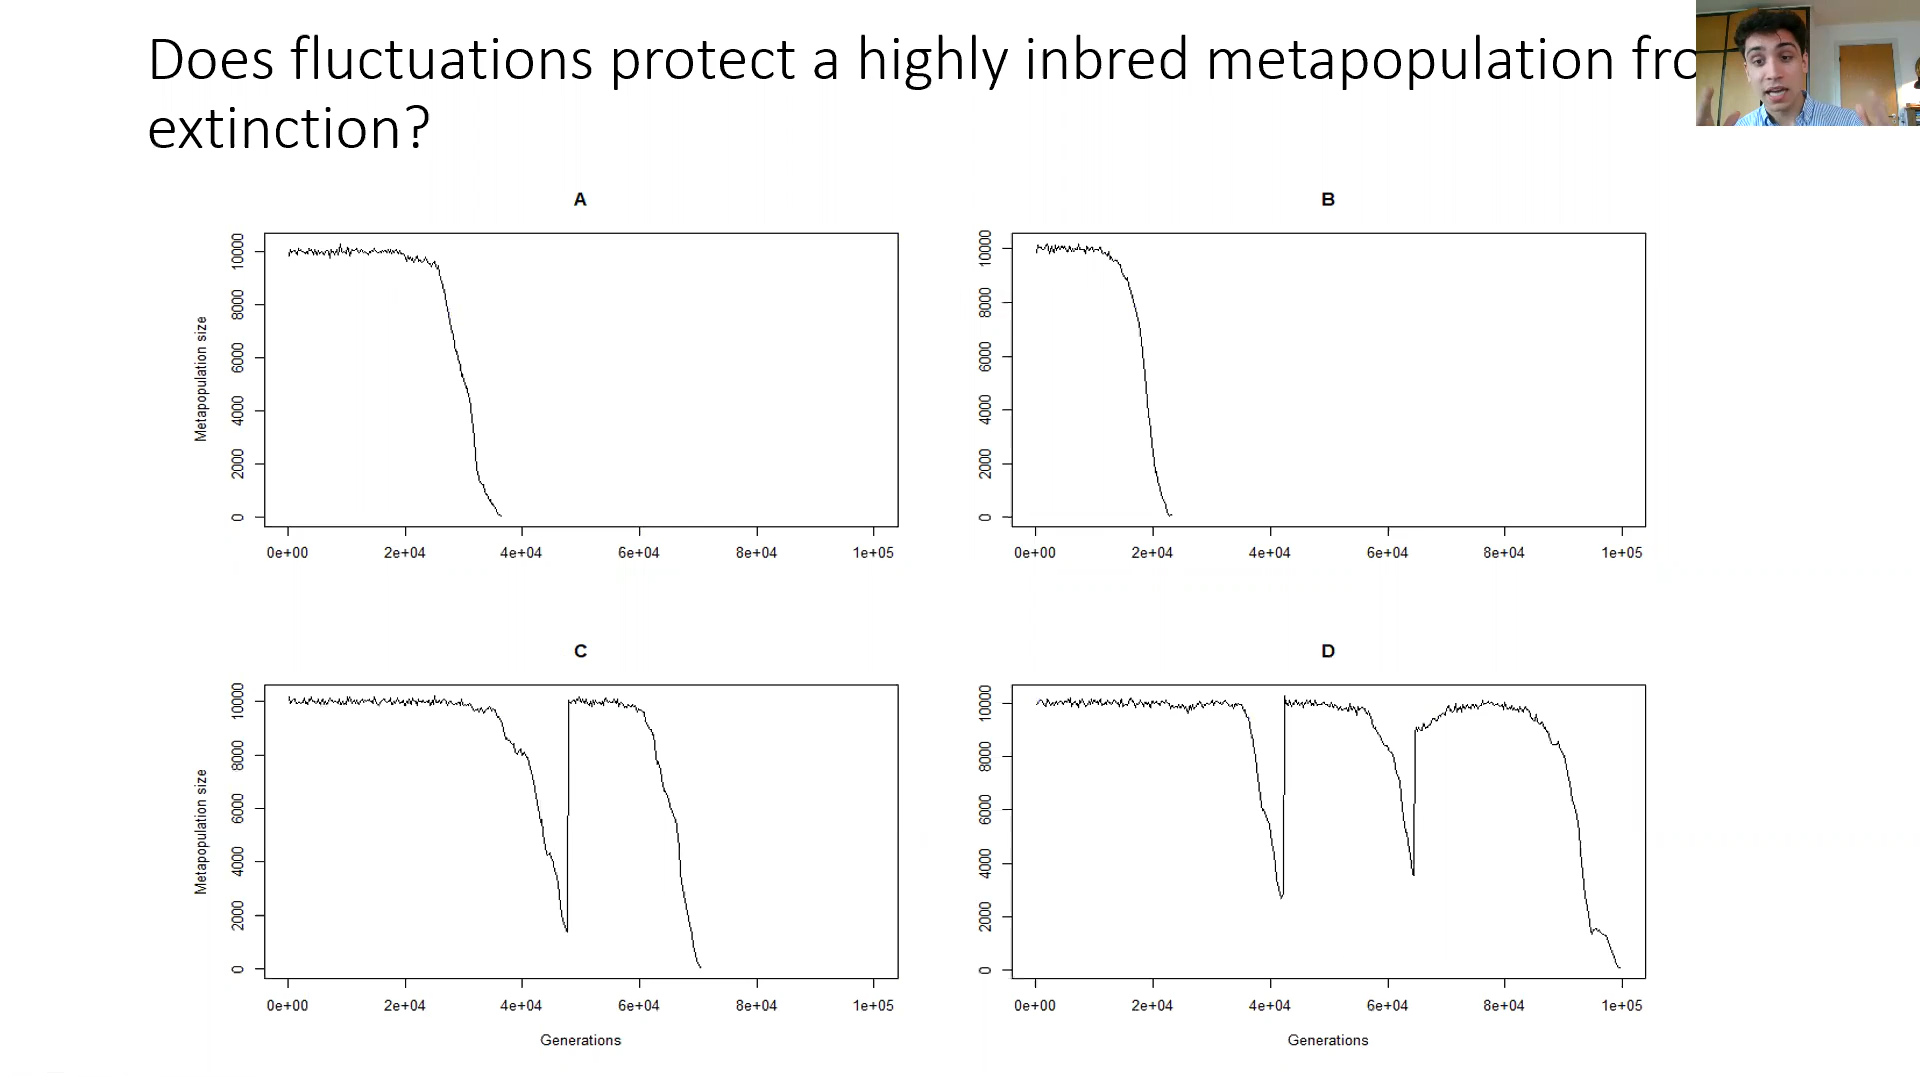 Does fluctuations protect a highly inbred metapopulation fro
extinction?
A
B
10000
8000
6000
4000
2000
0
Metapopulation size
0e+00 2e+04 4e+04 6e+04 8e+04 1e+05
10000
8000
6000
4000
2000
0
0e+00 2e+04 4e+04 6e+04 8e+04 1e+05
C
D
10000
8000
6000
4000
2000
0
Metapopulation size
0e+00 2e+04 4e+04 6e+04 8e+04 1e+05
Generations
10000
8000
6000
4000
2000
0
0e+00 2e+04 4e+04 6e+04 8e+04 1e+05
Generations